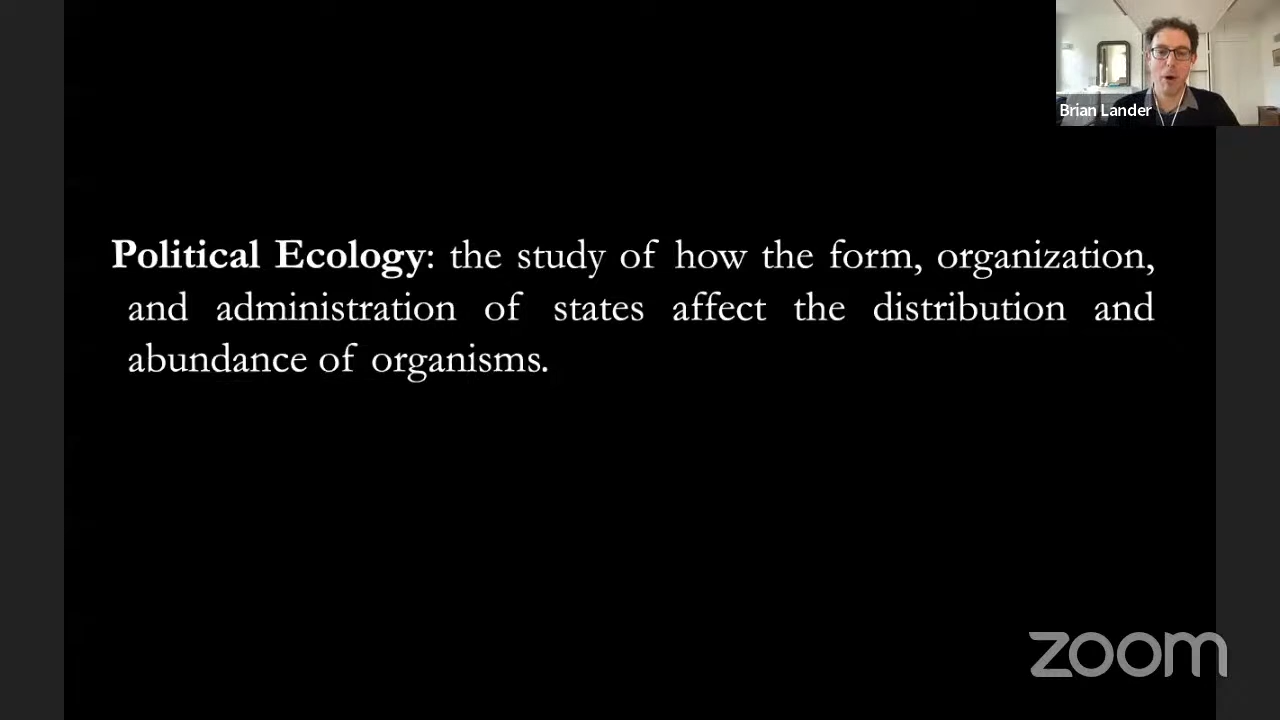 Brian Lander
Political Ecology: the study of how the form, organization,
and administration of states affect the distribution and
abundance of organisms.
zoom